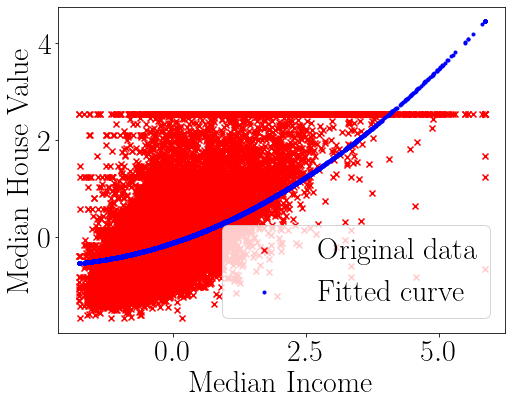 4
2
0
Median House Value
Original data
Fitted curve
0.0 2.5 5.0
Median Income